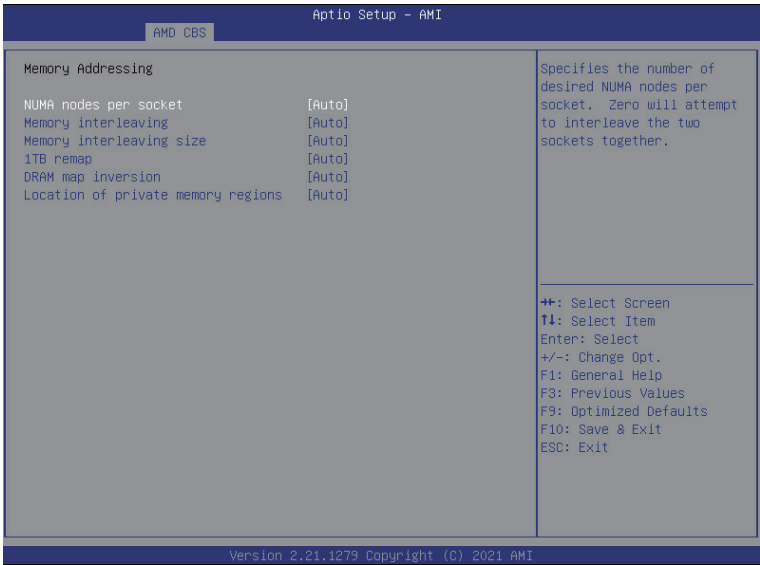 Aptio Setup – AMI
AMD CBS
Memory Addressing
NUMA nodes per socket [Auto]
Memory interleaving [Auto]
Memory interleaving size [Auto]
1TB remap [Auto]
DRAM map inversion [Auto]
Location of private memory regions [Auto]
Specifies the number of
desired NUMA nodes per
socket. Zero will attempt
to interleave the two
sockets together.
→←: Select Screen
↑↓: Select Item
Enter: Select
+/-: Change Opt.
F1: General Help
F3: Previous Values
F9: Optimized Defaults
F10: Save & Exit
ESC: Exit
Version 2.21.1279 Copyright (C) 2021 AMI